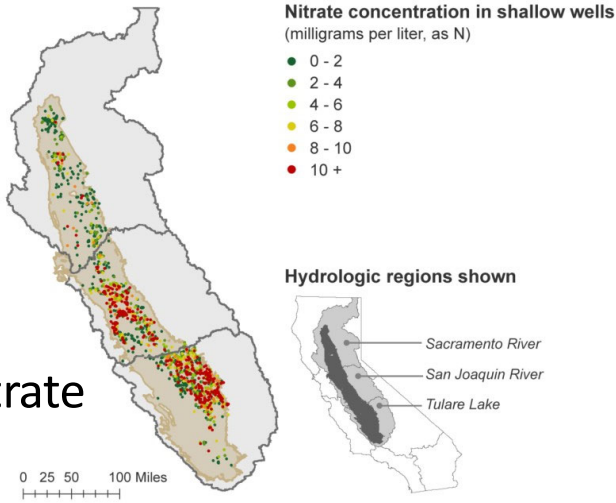 Nitrate concentration in shallow wells
(milligrams per liter, as N)
0 - 2
2 - 4
4 - 6
6 - 8
8 - 10
10 +
Hydrologic regions shown
Sacramento River
San Joaquin River
Tulare Lake
0 25 50 100 Miles